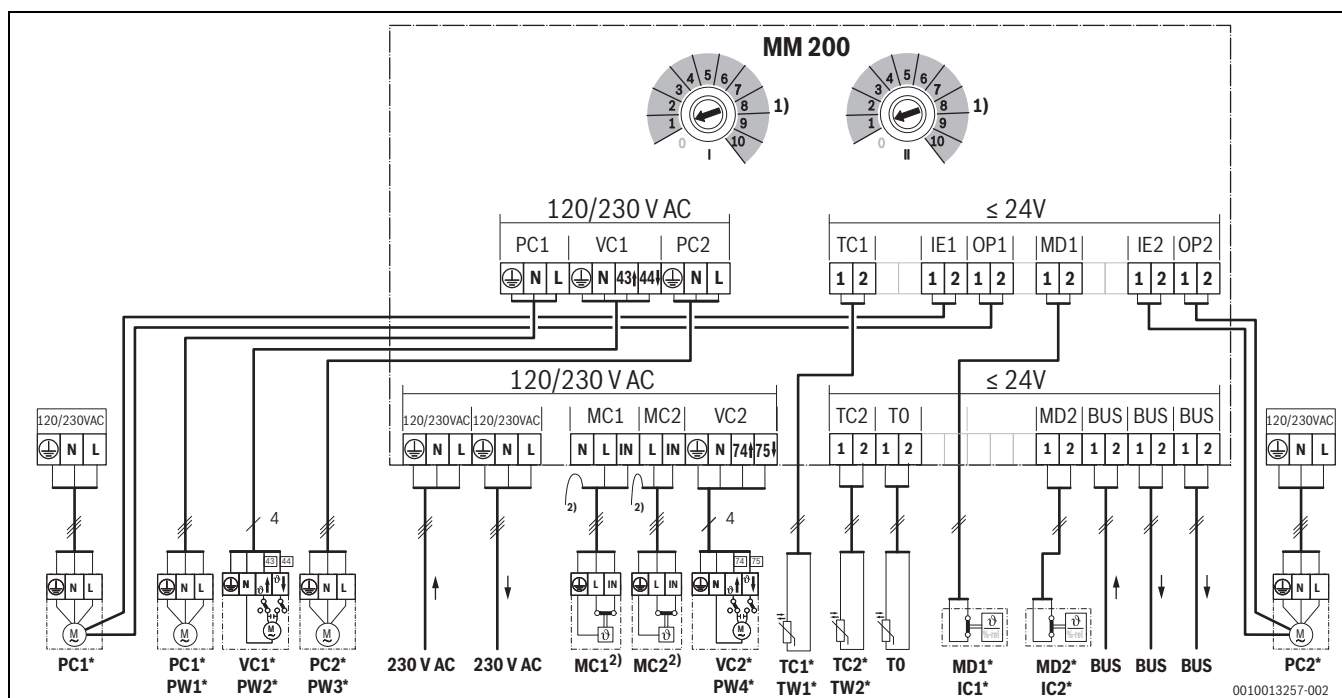 MM 200
0 1 2 3 4 5 6 7 8 9 10 1)
I
0 1 2 3 4 5 6 7 8 9 10 1)
II
120/230 V AC ≤ 24V
PC1 VC1 PC2 TC1 IE1 OP1 MD1 IE2 OP2
N L N 43 44 N L 1 2 1 2 1 2 1 2 1 2 1 2
120/230 V AC ≤ 24V
120/230VAC 120/230VAC 120/230VAC MC1 MC2 VC2 TC2 T0 MD2 BUS BUS BUS 120/230VAC
N L N L N L N L IN L IN N 74 75 1 2 1 2 1 2 1 2 1 2 1 2 N L
2) 2)
4 4
43 44 74 75
N L N L N ϑ ϑ N L L IN L IN N ϑ ϑ N L
M ~ M ~ M ~ M ~ ϑ ϑ M ~ ϑ %-rel ϑ %-rel M ~
PC1* PC1* VC1* PC2* 230 V AC 230 V AC MC12) MC22) VC2* TC1* TC2* T0 MD1* MD2* BUS BUS BUS PC2*
PW1* PW2* PW3* PW4* TW1* TW2* IC1* IC2*
0010013257-002